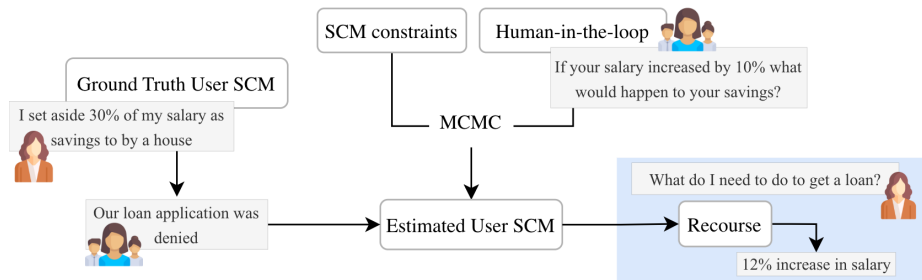 SCM constraints
Human-in-the-loop
If your salary increased by 10% what
would happen to your savings?
Ground Truth User SCM
I set aside 30% of my salary as
savings to by a house
MCMC
What do I need to do to get a loan?
Our loan application was
denied
Estimated User SCM
Recourse
12% increase in salary